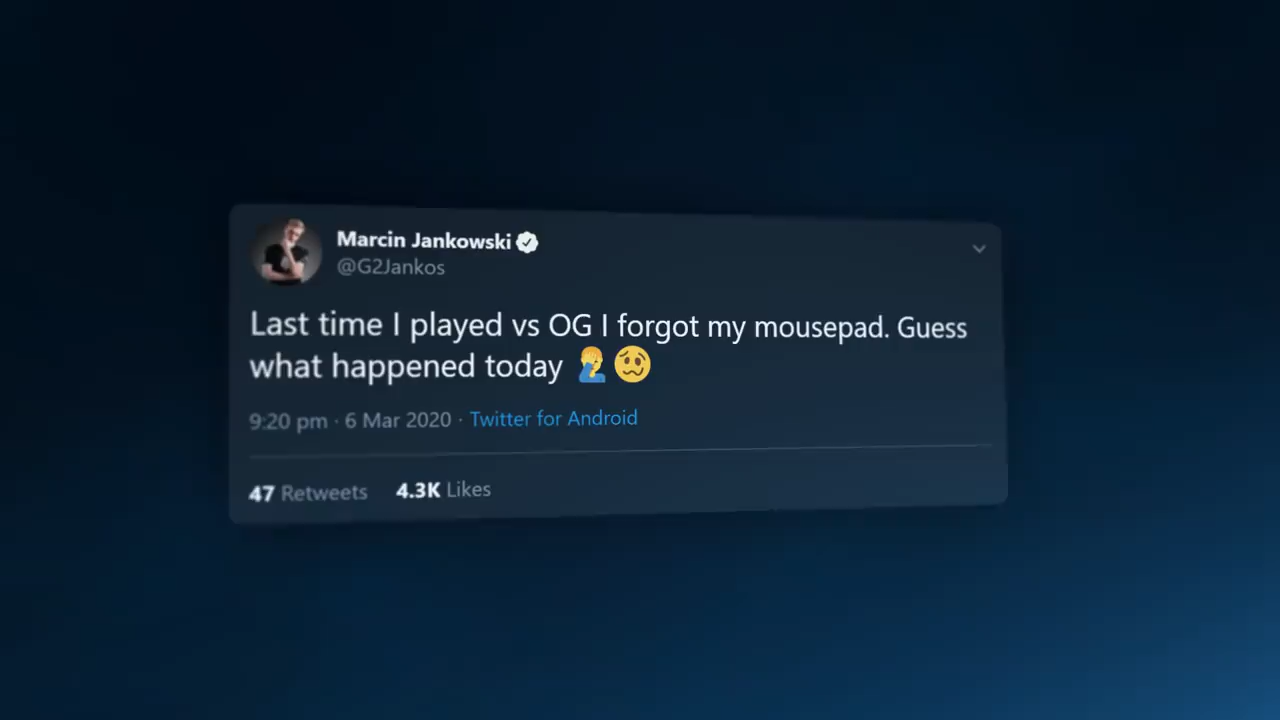 Marcin Jankowski
@G2Jankos
Last time I played vs OG I forgot my mousepad. Guess
what happened today 🤦‍♂️🥴
9:20 pm · 6 Mar 2020 · Twitter for Android
47 Retweets 4.3K Likes